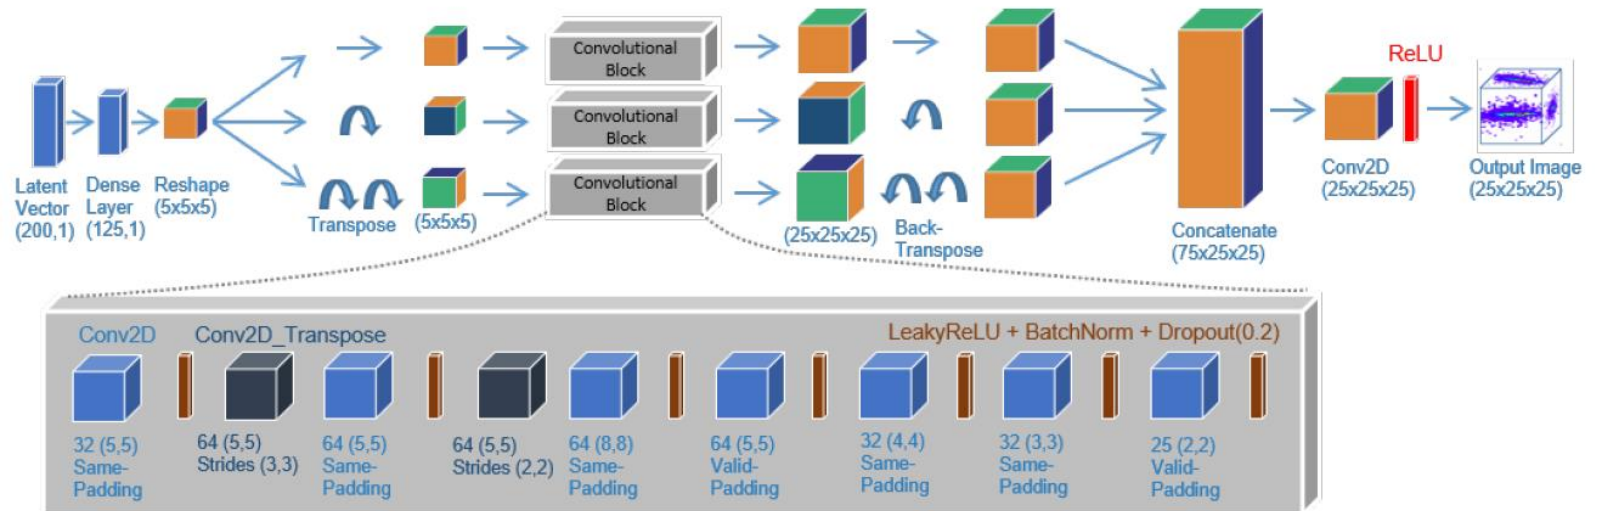 Latent
Vector
(200,1)
Dense
Layer
(125,1)
Reshape
(5x5x5)
Transpose
(5x5x5)
Convolutional
Block
Convolutional
Block
Convolutional
Block
(25x25x25)
Back-
Transpose
Concatenate
(75x25x25)
Conv2D
(25x25x25)
ReLU
Output Image
(25x25x25)
Conv2D
Conv2D_Transpose
LeakyReLU + BatchNorm + Dropout(0.2)
32 (5,5)
Same-
Padding
64 (5,5)
Strides (3,3)
64 (5,5)
Same-
Padding
64 (5,5)
Strides (2,2)
64 (8,8)
Same-
Padding
64 (5,5)
Valid-
Padding
32 (4,4)
Same-
Padding
32 (3,3)
Same-
Padding
25 (2,2)
Valid-
Padding